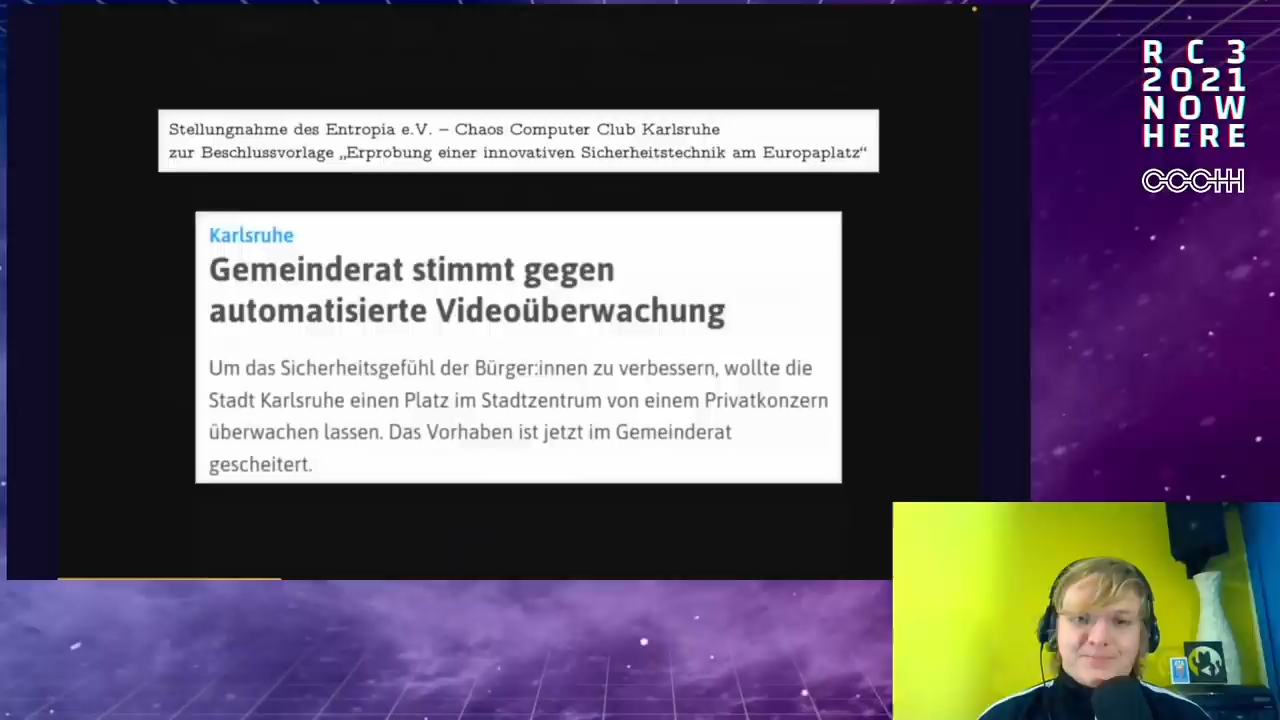 Stellungnahme des Entropia e.V. – Chaos Computer Club Karlsruhe
zur Beschlussvorlage „Erprobung einer innovativen Sicherheitstechnik am Europaplatz“
Karlsruhe
Gemeinderat stimmt gegen
automatisierte Videoüberwachung
Um das Sicherheitsgefühl der Bürger:innen zu verbessern, wollte die
Stadt Karlsruhe einen Platz im Stadtzentrum von einem Privatkonzern
überwachen lassen. Das Vorhaben ist jetzt im Gemeinderat
gescheitert.
R C 3
2021
NOW
HERE
CCCHH